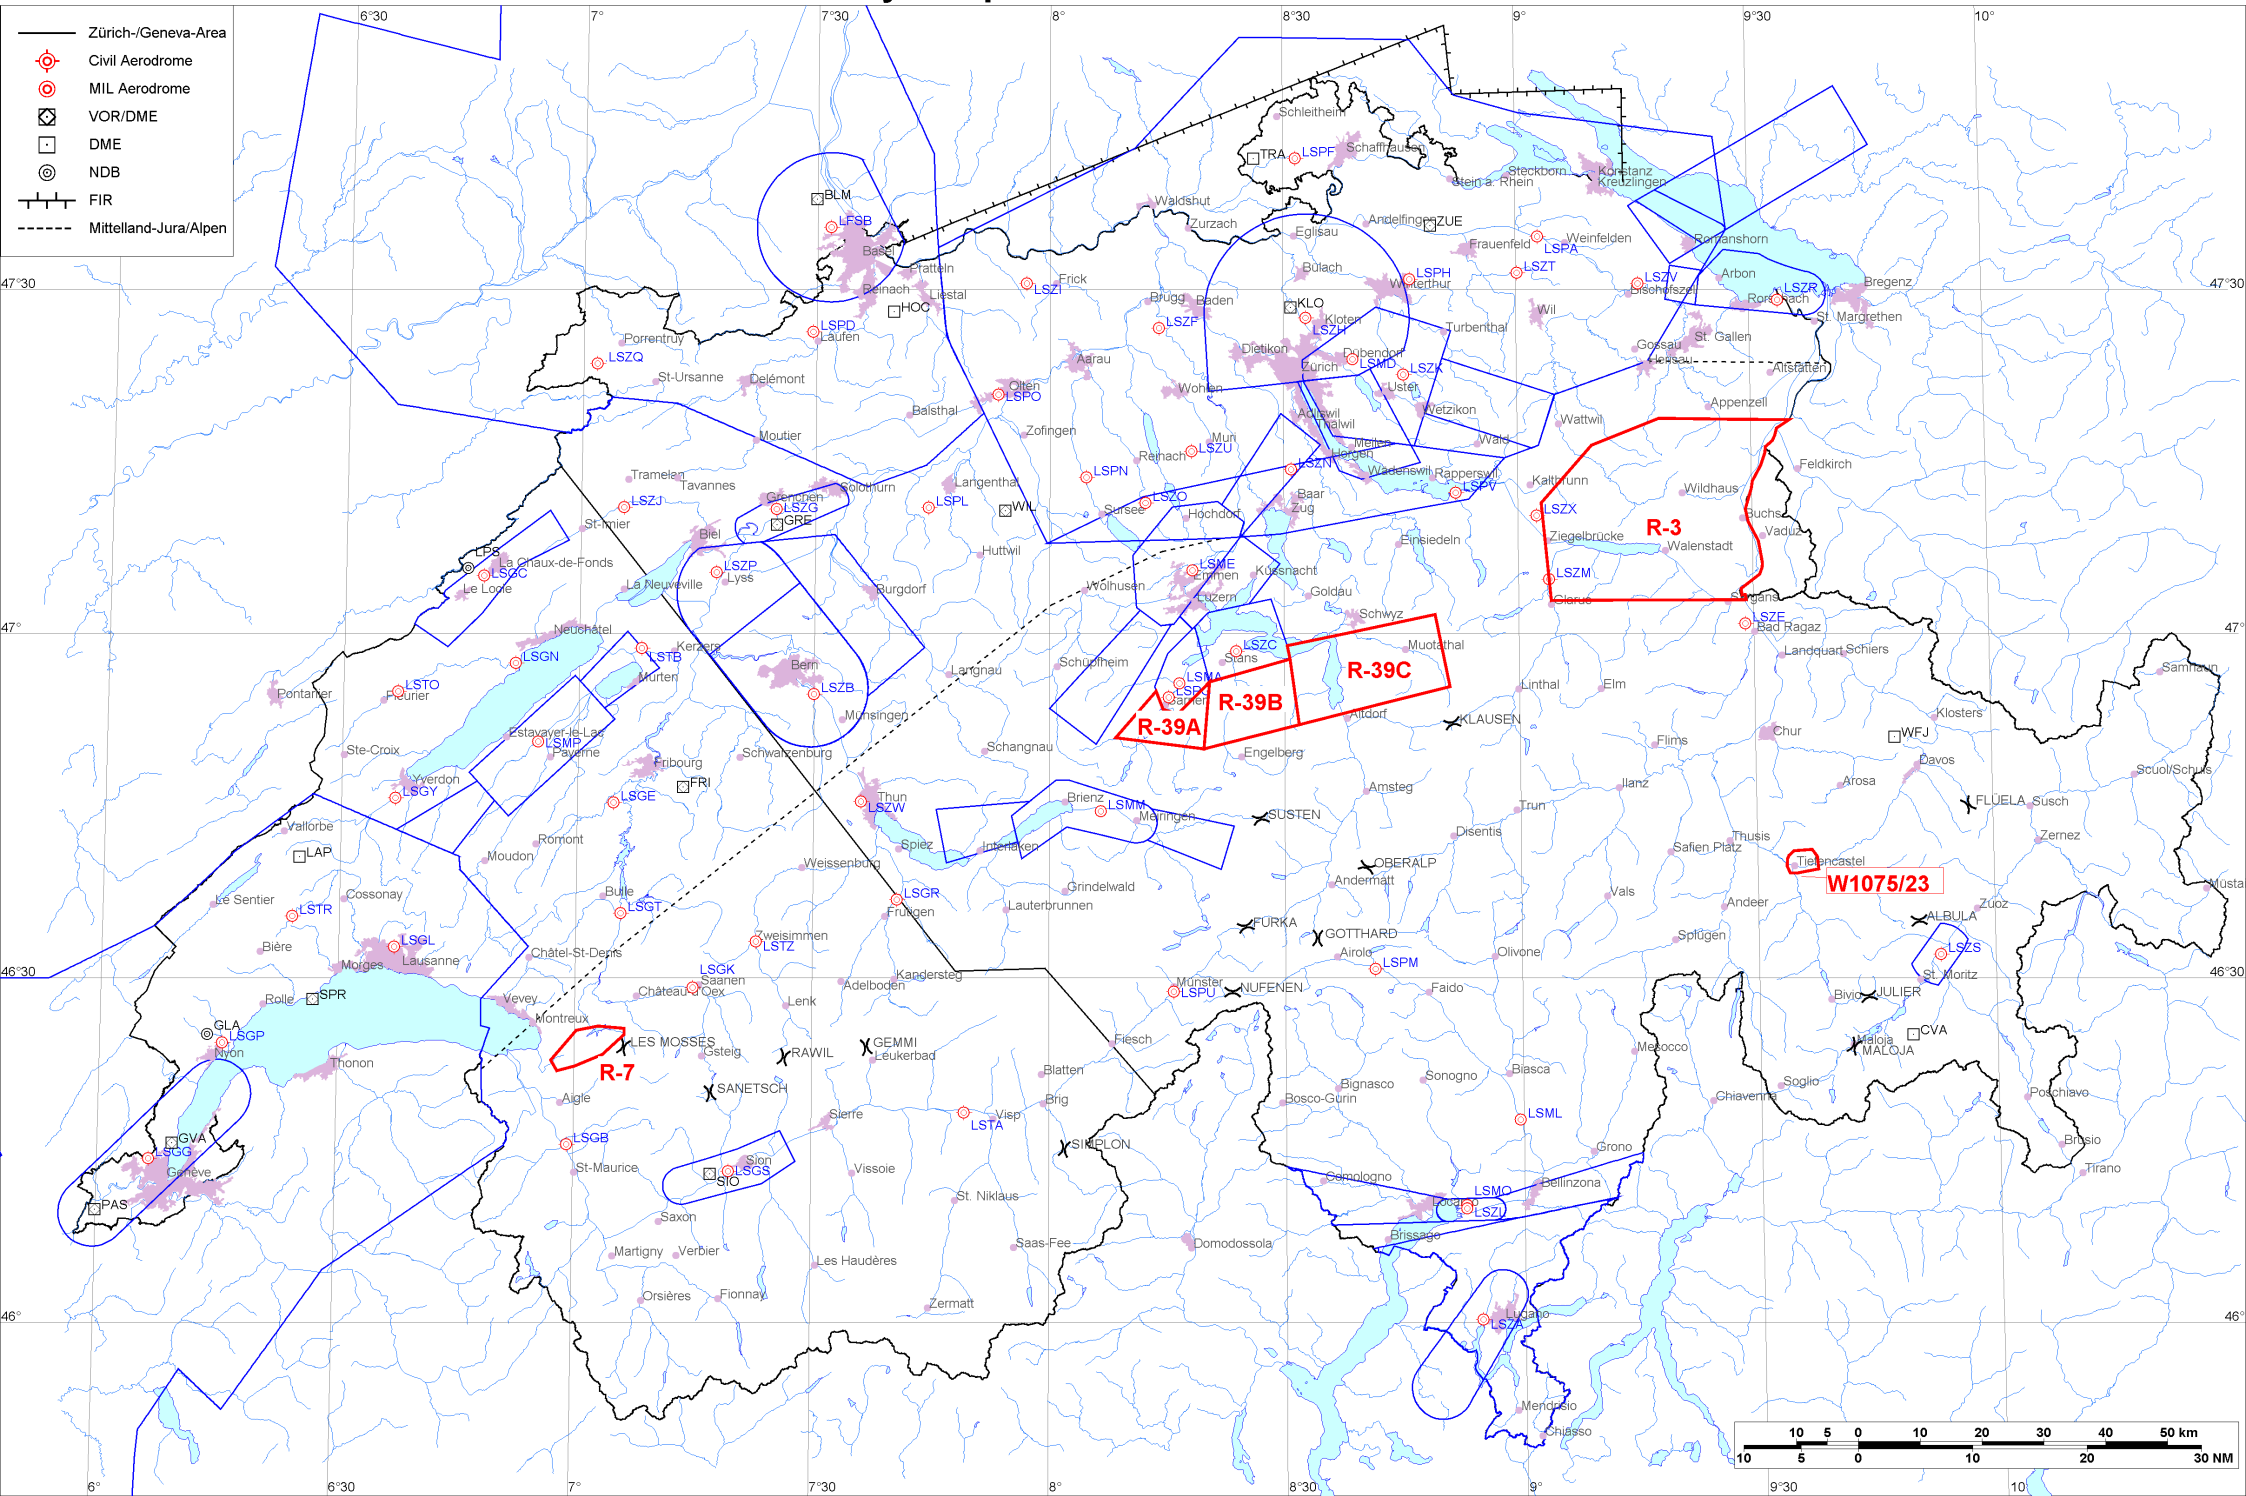 6°30
7°
7°30
8°
8°30
9°
9°30
10°
Zürich-/Geneva-Area
Civil Aerodrome
MIL Aerodrome
VOR/DME
DME
NDB
FIR
Mittelland-Jura/Alpen
Schleitheim
TRA
LSPF
Schaffhausen
Stein a. Rhein
Steckborn
Konstanz
Kreuzlingen
BLM
LFSB
Basel
Waldshut
Zurzach
Eglisau
Andelfingen
ZUE
Frauenfeld
LSPA
Weinfelden
Romanshorn
Pratteln
Reinach
Liestal
HOC
LSZI
Frick
Bülach
LSPH
Winterthur
LSZT
LSZV
Bischofszell
Arbon
LSZR
Rorschach
Bregenz
St. Margrethen
47°30
47°30
LSPD
Laufen
Brugg
Baden
LSZF
KLO
Kloten
LSZH
Turbenthal
Wil
Gossau
Herisau
St. Gallen
Altstätten
Porrentruy
LSZQ
St-Ursanne
Delémont
Aarau
Olten
LSPO
Dietikon
Zürich
Dübendorf
LSMD
LSZK
Uster
Wetzikon
Appenzell
Balsthal
Wohlen
Adliswil
Thalwil
Wattwil
Moutier
Zofingen
Muri
LSZU
Reinach
Meilen
Horgen
Wald
Feldkirch
Tramelan
Tavannes
Solothurn
Grenchen
LSZG
GRE
Langenthal
LSPL
WIL
LSPN
LSZN
Wädenswil
Rapperswil
LSPV
Kaltbrunn
LSZX
Wildhaus
R-3
Buchs
Vaduz
LSZJ
St-Imier
Biel
LSZO
Sursee
Hochdorf
Baar
Zug
Einsiedeln
Ziegelbrücke
Walenstadt
LPS
LSGC
La Chaux-de-Fonds
Le Locle
LSZP
Lyss
La Neuveville
Huttwil
Burgdorf
Wolhusen
LSME
Emmen
Luzern
Küssnacht
Goldau
LSZM
Glarus
Sargans
Schwyz
47°
47°
Neuchâtel
LSGN
LSTB
Kerzers
Murten
Bern
LSZB
Langnau
Schüpfheim
LSZC
Stans
Muotathal
R-39C
LSZE
Bad Ragaz
Landquart
Schiers
Samnaun
Pontarlier
LSTO
Fleurier
Münsingen
LSMA
LSPG
Sarnen
R-39A
R-39B
Altdorf
Linthal
Elm
KLAUSEN
Klosters
Ste-Croix
Estavayer-le-Lac
LSMP
Payerne
Schwarzenburg
Schangnau
Engelberg
Flims
Chur
WFJ
Davos
Yverdon
LSGY
Fribourg
FRI
LSGE
Thun
LSZW
Brienz
LSMM
Meiringen
Amsteg
SUSTEN
Trun
Ilanz
Arosa
Scuol/Schuls
FLÜELA
Susch
Vallorbe
LAP
Romont
Moudon
Spiez
Interlaken
Disentis
Safien Platz
Thusis
Zernez
Weissenburg
OBERALP
Tiefencastel
W1075/23
Le Sentier
Cossonay
LSTR
Bulle
LSGT
LSGR
Frutigen
Grindelwald
Lauterbrunnen
Andermatt
Vals
Andeer
Zuoz
ALBULA
Bière
LSGL
Lausanne
Morges
Châtel-St-Denis
Zweisimmen
LSTZ
FURKA
GOTTHARD
Airolo
Olivone
Splügen
LSZS
St. Moritz
46°30
46°30
LSGK
Saanen
Château-d'Oex
Kandersteg
Adelboden
Münster
LSPU
NUFENEN
LSPM
Faido
Bivio
JULIER
Rolle
SPR
Vevey
Montreux
Lenk
GLA
LSGP
Nyon
Thonon
LES MOSSES
R-7
Gsteig
RAWIL
GEMMI
Leukerbad
Fiesch
Mesocco
Maloja
MALOJA
CVA
SANETSCH
Blatten
Brig
Bignasco
Sonogno
Biasca
Bosco-Gurin
Soglio
Chiavenna
Poschiavo
Aigle
LSGB
Sierre
LSTA
Visp
SIMPLON
LSML
Grono
Brusio
Tirano
GVA
LSGG
Genève
PAS
St-Maurice
Sion
LSGS
SIO
Vissoie
St. Niklaus
Comologno
LSMO
Locarno
LSZL
Bellinzona
Brissago
Saxon
Martigny
Verbier
Les Haudères
Saas-Fee
Domodossola
Orsières
Fionnay
Zermatt
46°
46°
Lugano
LSZA
Mendrisio
Chiasso
10 5 0 10 20 30 40 50 km
10 5 0 10 20 30 NM
6°
6°30
7°
7°30
8°
8°30
9°
9°30
10°